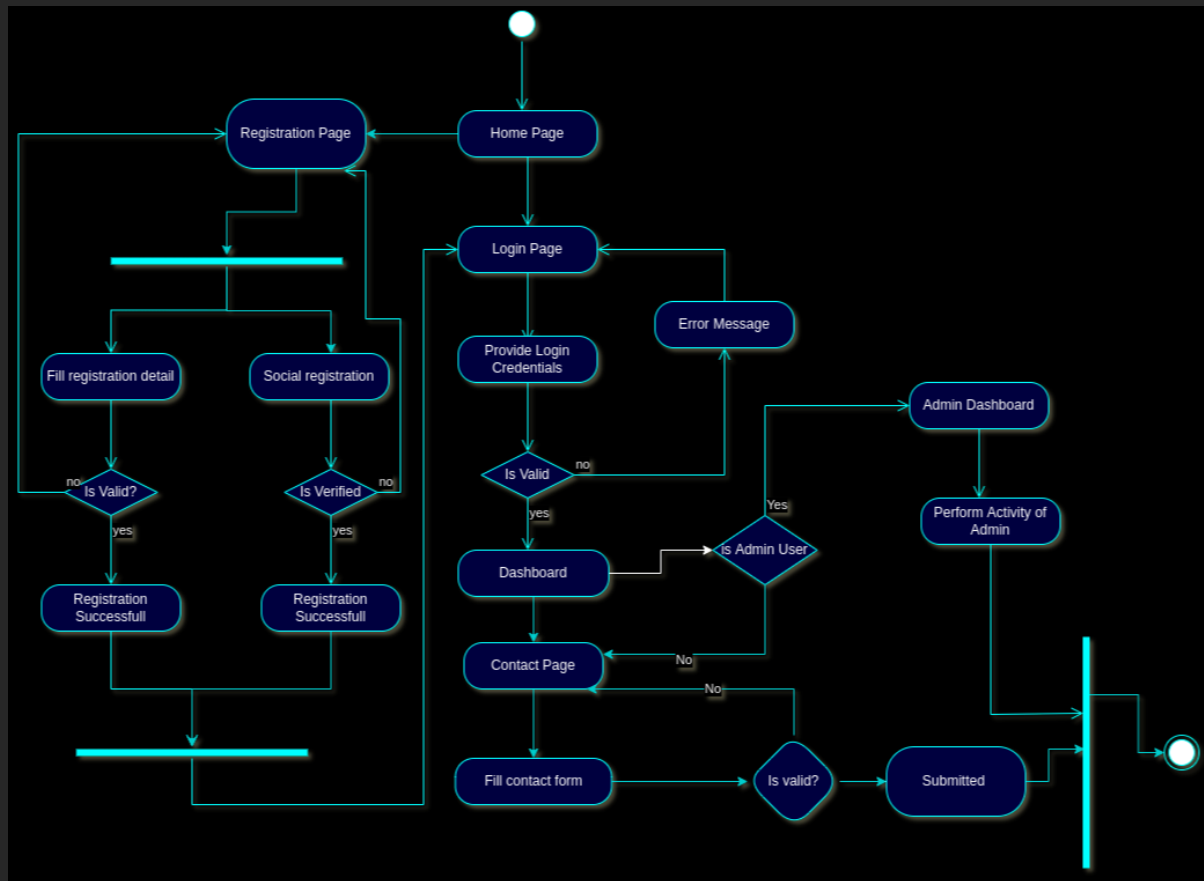 Registration Page
Home Page
Login Page
Error Message
Provide Login
Credentials
Fill registration detail
Social registration
Admin Dashboard
no
Is Valid?
Is Verified
no
Is Valid
no
yes
yes
yes
Yes
Perform Activity of
Admin
is Admin User
Dashboard
Registration
Successfull
Registration
Successfull
Contact Page
No
No
Fill contact form
Is valid?
Submitted